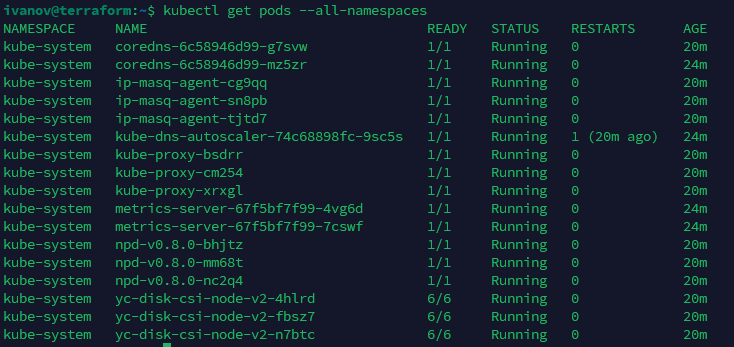 ivanov@terraform:~$ kubectl get pods --all-namespaces
NAMESPACE NAME READY STATUS RESTARTS AGE
kube-system coredns-6c58946d99-g7svw 1/1 Running 0 20m
kube-system coredns-6c58946d99-mz5zr 1/1 Running 0 24m
kube-system ip-masq-agent-cg9qq 1/1 Running 0 20m
kube-system ip-masq-agent-sn8pb 1/1 Running 0 20m
kube-system ip-masq-agent-tjtd7 1/1 Running 0 20m
kube-system kube-dns-autoscaler-74c68898fc-9sc5s 1/1 Running 1 (20m ago) 24m
kube-system kube-proxy-bsdrr 1/1 Running 0 20m
kube-system kube-proxy-cm254 1/1 Running 0 20m
kube-system kube-proxy-xrxgl 1/1 Running 0 20m
kube-system metrics-server-67f5bf7f99-4vg6d 1/1 Running 0 24m
kube-system metrics-server-67f5bf7f99-7cswf 1/1 Running 0 24m
kube-system npd-v0.8.0-bhjtz 1/1 Running 0 20m
kube-system npd-v0.8.0-mm68t 1/1 Running 0 20m
kube-system npd-v0.8.0-nc2q4 1/1 Running 0 20m
kube-system yc-disk-csi-node-v2-4hlrd 6/6 Running 0 20m
kube-system yc-disk-csi-node-v2-fbsz7 6/6 Running 0 20m
kube-system yc-disk-csi-node-v2-n7btc 6/6 Running 0 20m